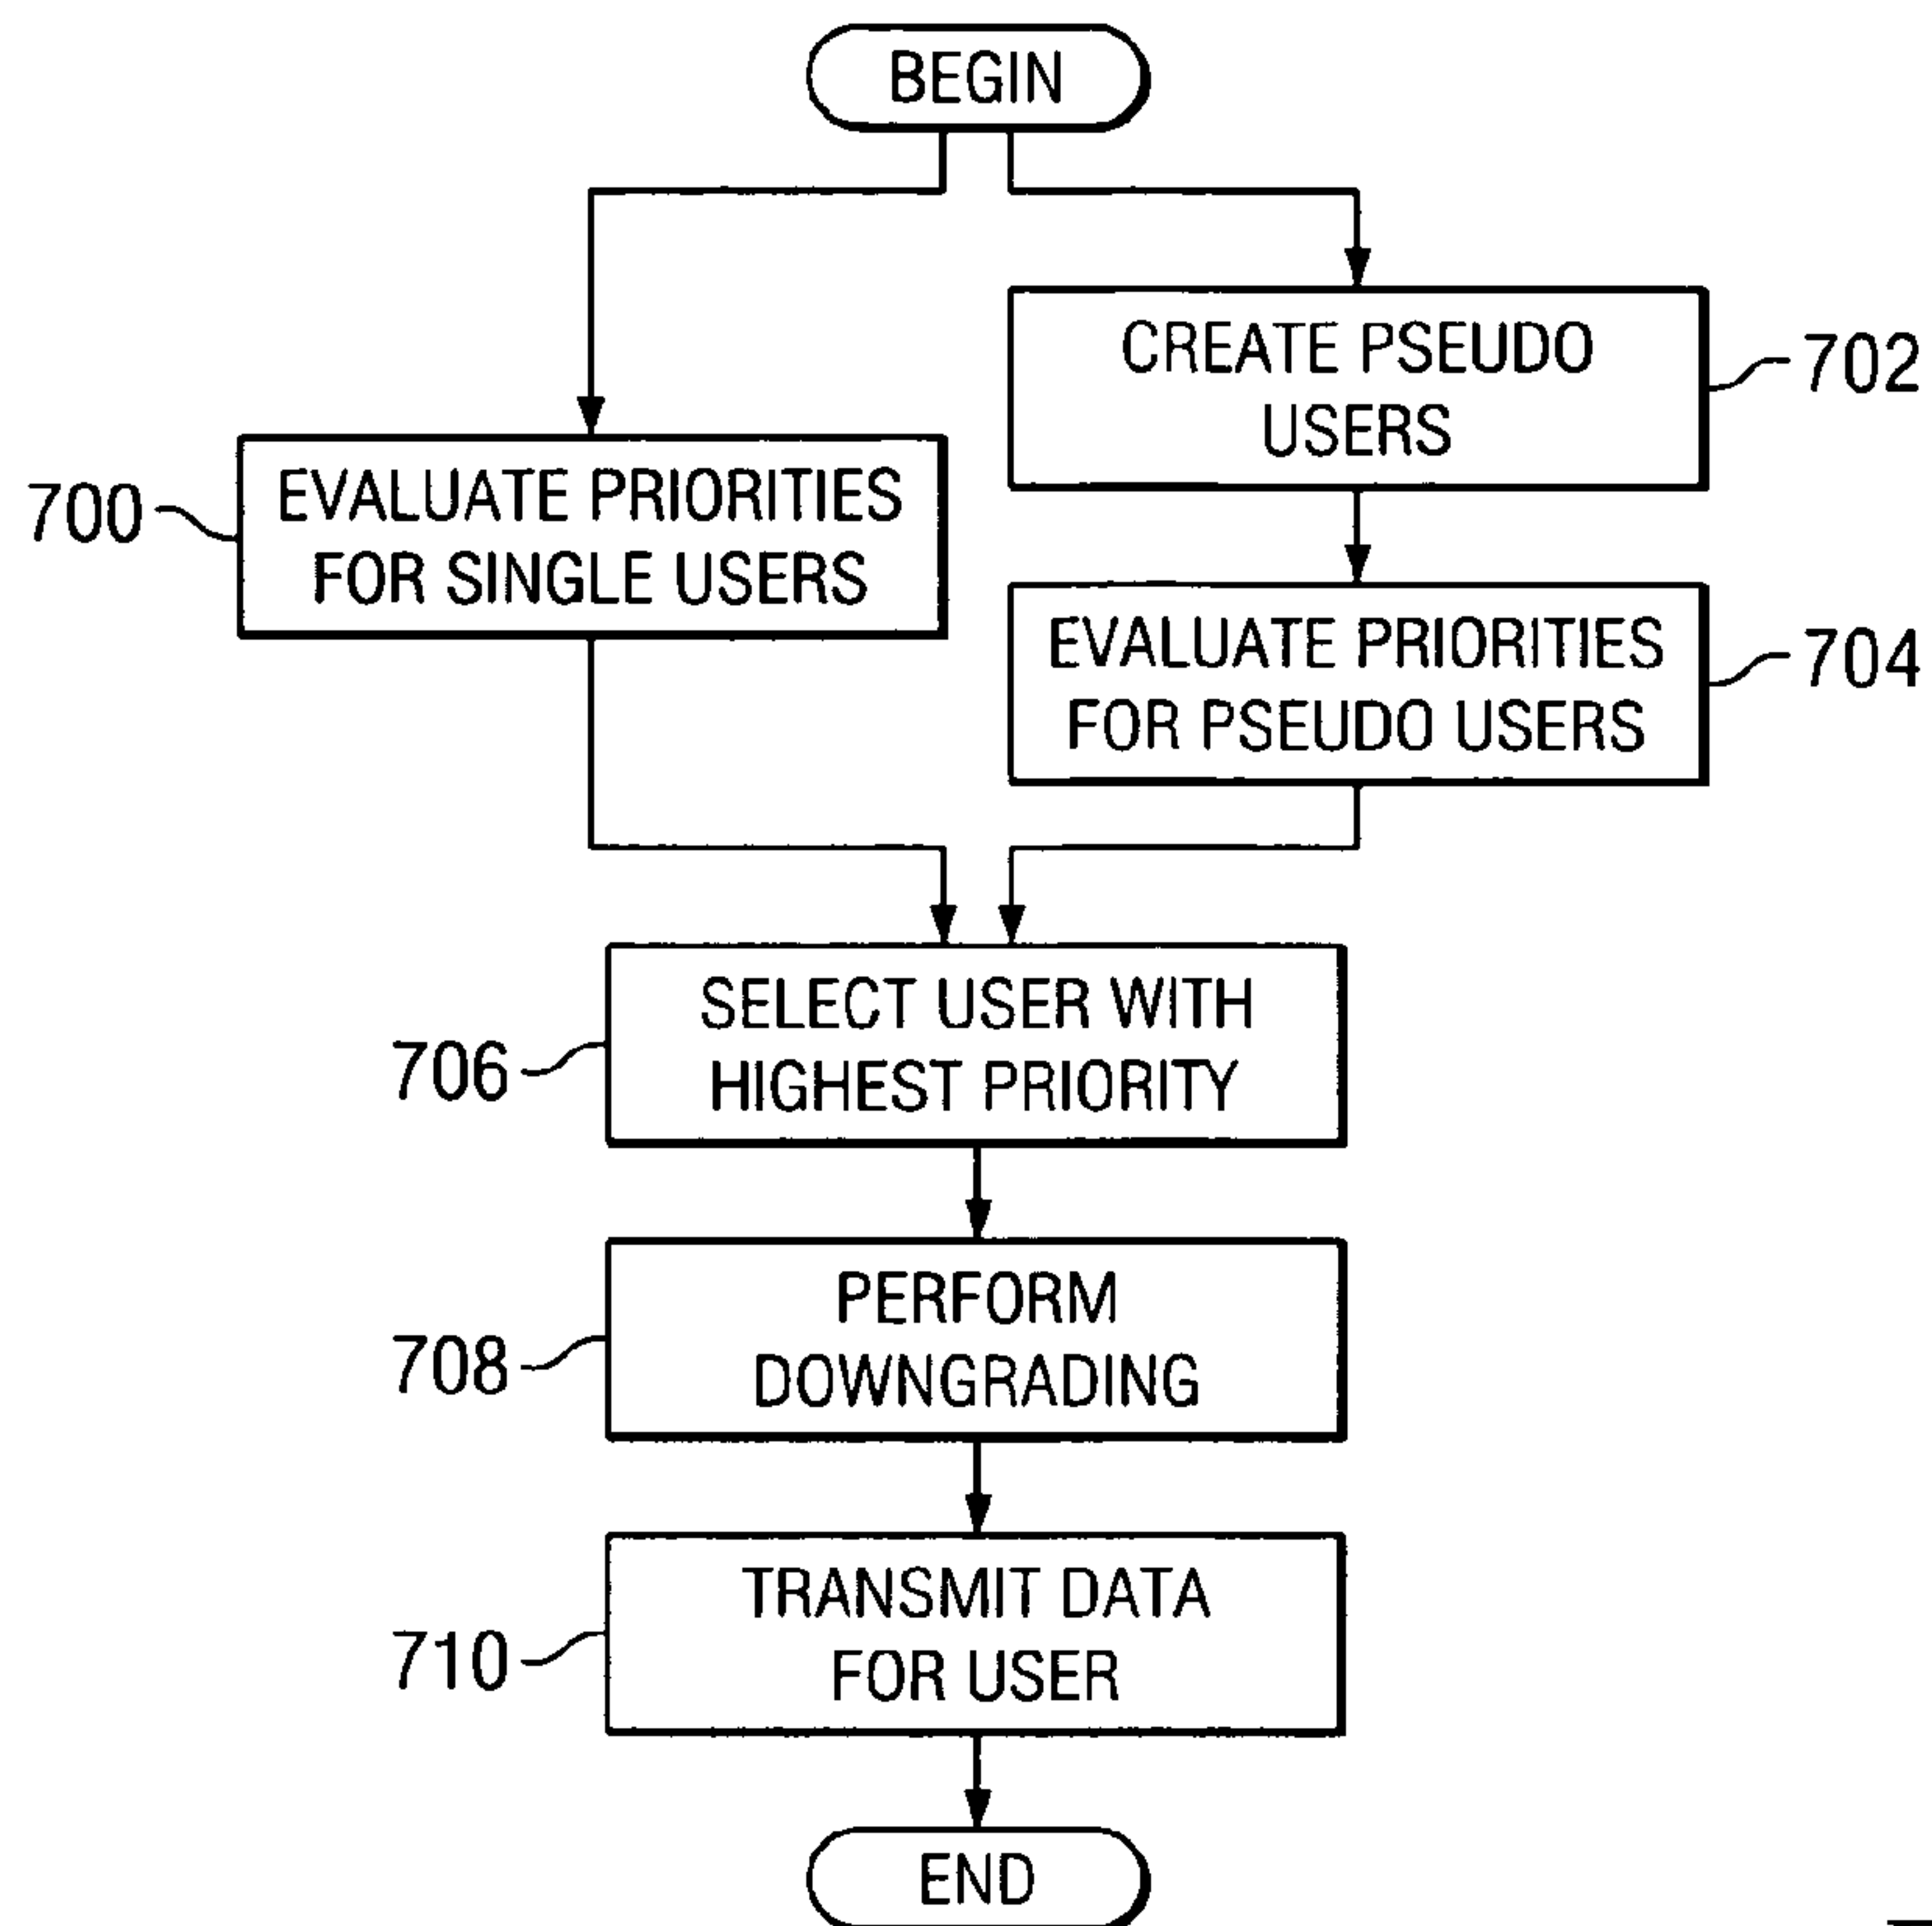 BEGIN
CREATE PSEUDO
USERS
702
700
EVALUATE PRIORITIES
FOR SINGLE USERS
EVALUATE PRIORITIES
FOR PSEUDO USERS
704
SELECT USER WITH
HIGHEST PRIORITY
706
PERFORM
DOWNGRADING
708
TRANSMIT DATA
FOR USER
710
END